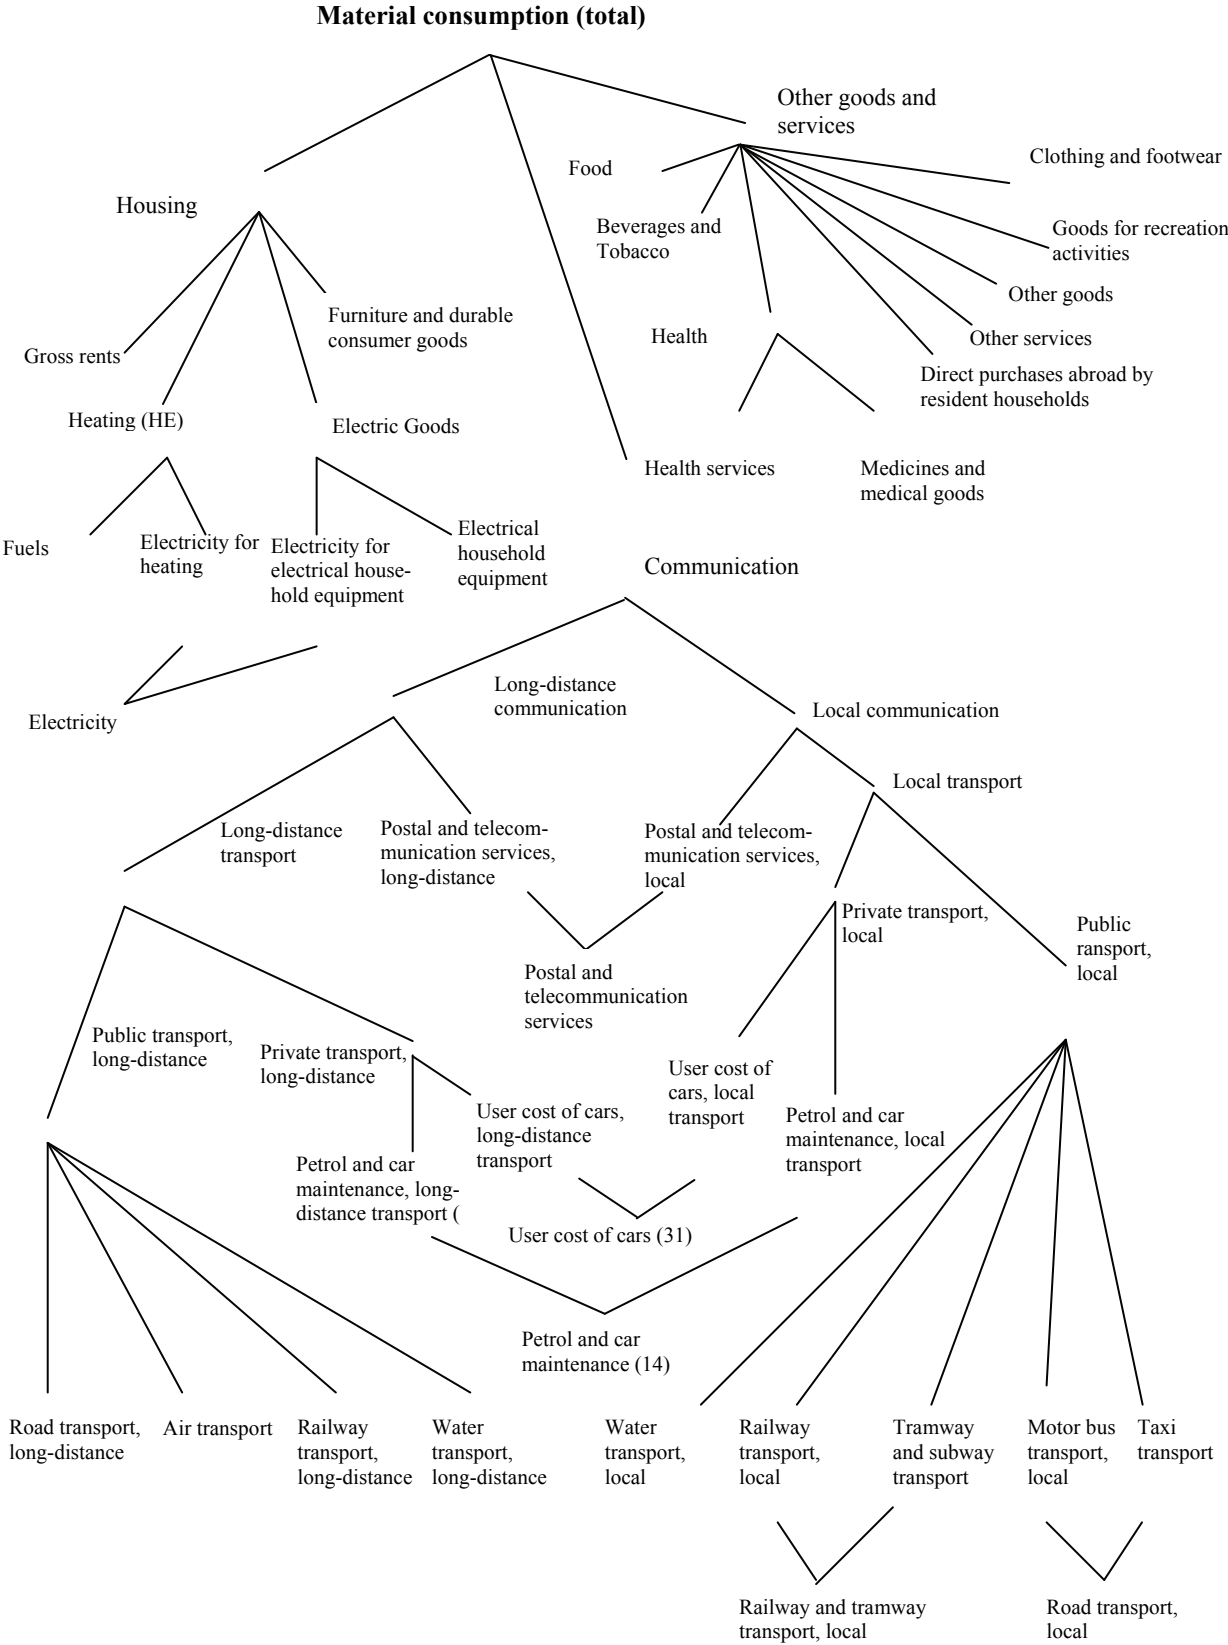 Material consumption (total)
Other goods and
services
Clothing and footwear
Food
Housing
Beverages and
Tobacco
Goods for recreation
activities
Other goods
Furniture and durable
consumer goods
Health
Other services
Gross rents
Direct purchases abroad by
resident households
Heating (HE)
Electric Goods
Health services
Medicines and
medical goods
Fuels
Electricity for
heating
Electricity for
electrical house-
hold equipment
Electrical
household
equipment
Communication
Long-distance
communication
Local communication
Electricity
Local transport
Long-distance
transport
Postal and telecom-
munication services,
long-distance
Postal and telecom-
munication services,
local
Private transport,
local
Public
ransport,
local
Postal and
telecommunication
services
Public transport,
long-distance
Private transport,
long-distance
User cost of
cars, local
transport
User cost of cars,
long-distance
transport
Petrol and car
maintenance, local
transport
Petrol and car
maintenance, long-
distance transport (
User cost of cars (31)
Petrol and car
maintenance (14)
Road transport,
long-distance
Air transport
Railway
transport,
long-distance
Water
transport,
long-distance
Water
transport,
local
Railway
transport,
local
Tramway
and subway
transport
Motor bus
transport,
local
Taxi
transport
Railway and tramway
transport, local
Road transport,
local